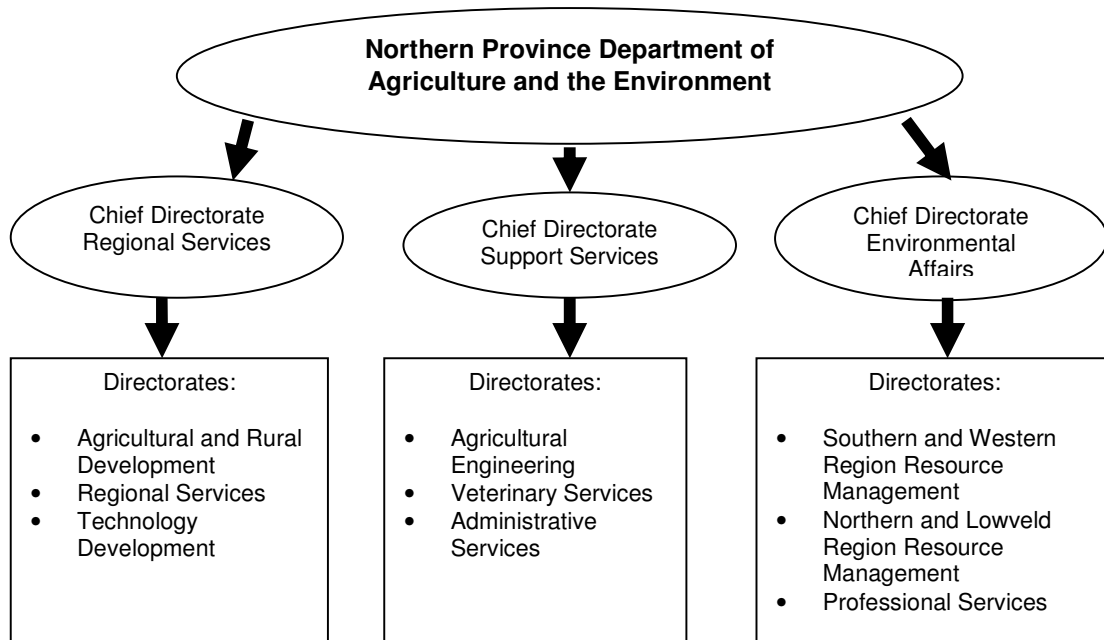 Northern Province Department of
Agriculture and the Environment
Chief Directorate
Regional Services
Chief Directorate
Support Services
Chief Directorate
Environmental
Affairs
Directorates:
• Agricultural and Rural
Development
• Regional Services
• Technology
Development
Directorates:
• Agricultural
Engineering
• Veterinary Services
• Administrative
Services
Directorates:
• Southern and Western
Region Resource
Management
• Northern and Lowveld
Region Resource
Management
• Professional Services